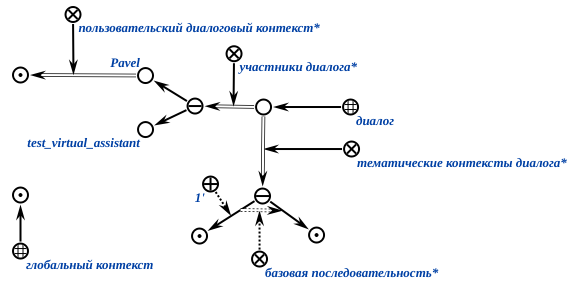 пользовательский диалоговый контекст*
Pavel
участники диалога*
диалог
test_virtual_assistant
тематические контексты диалога*
1'
глобальный контекст
базовая последовательность*